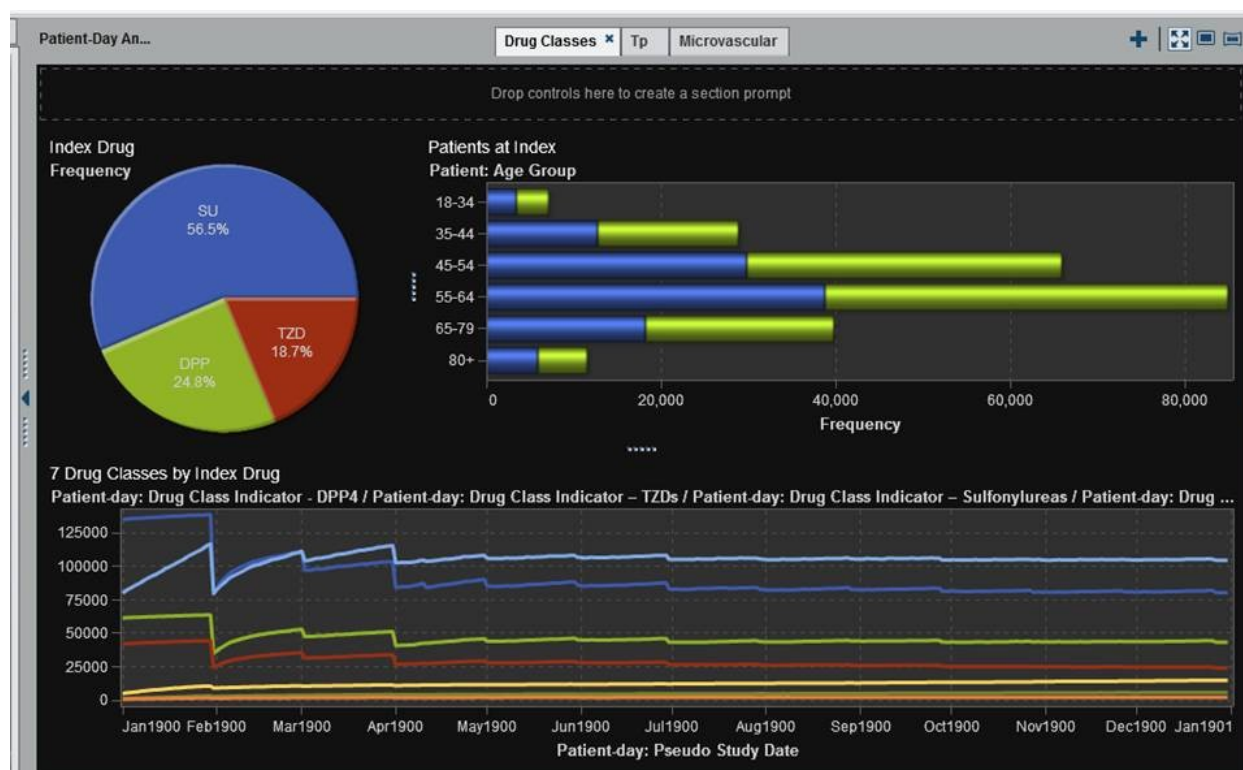 Patient-Day An...
Drug Classes × Tp Microvascular
Drop controls here to create a section prompt
Index Drug
Frequency
SU
56.5%
TZD
18.7%
DPP
24.8%
Patients at Index
Patient: Age Group
18-34
35-44
45-54
55-64
65-79
80+
0 20,000 40,000 60,000 80,000
Frequency
7 Drug Classes by Index Drug
Patient-day: Drug Class Indicator - DPP4 / Patient-day: Drug Class Indicator – TZDs / Patient-day: Drug Class Indicator – Sulfonylureas / Patient-day: Drug ...
125000
100000
75000
50000
25000
0
Jan1900 Feb1900 Mar1900 Apr1900 May1900 Jun1900 Jul1900 Aug1900 Sep1900 Oct1900 Nov1900 Dec1900 Jan1901
Patient-day: Pseudo Study Date